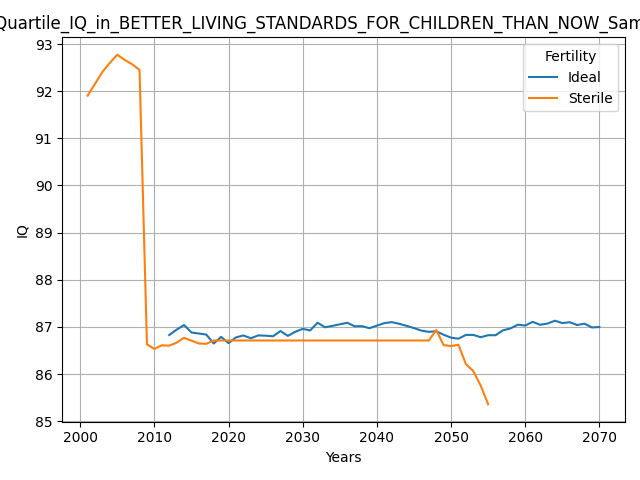 Quartile_IQ_in_BETTER_LIVING_STANDARDS_FOR_CHILDREN_THAN_NOW_Sam
Fertility
Ideal
Sterile
93
92
91
90
89
88
87
86
85
IQ
2000
2010
2020
2030
2040
2050
2060
2070
Years